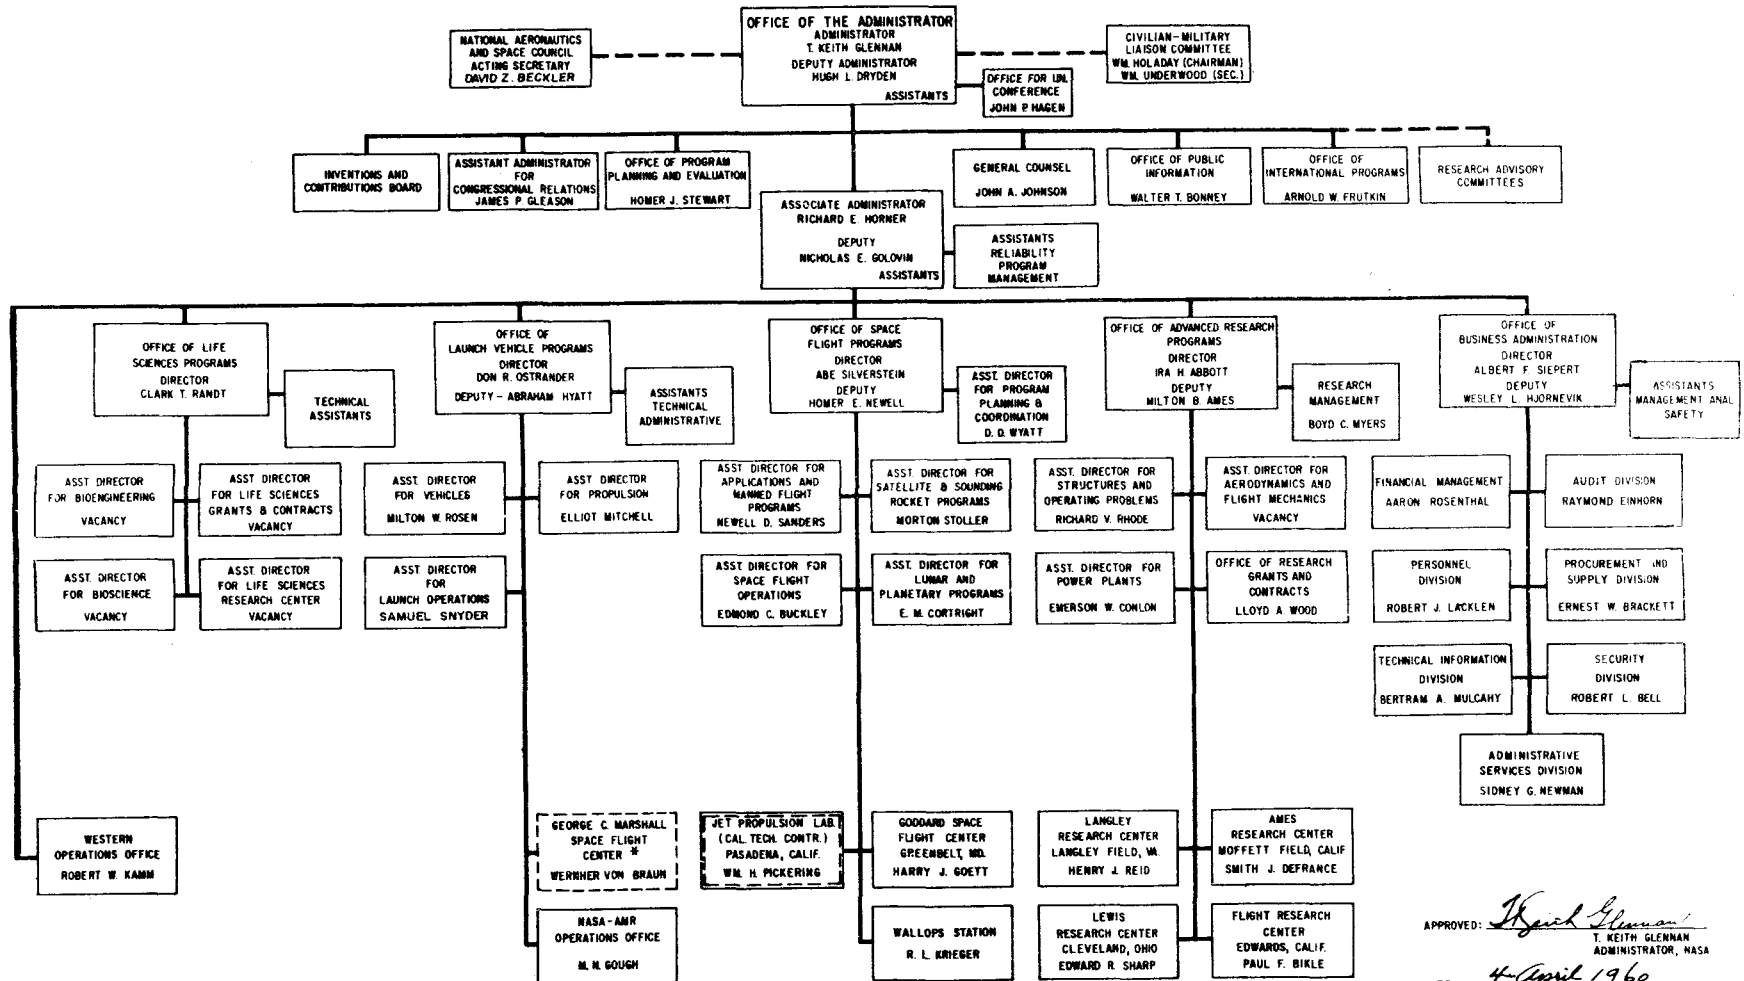 OFFICE OF THE ADMINISTRATOR
ADMINISTRATOR
T. KEITH GLENNAN
DEPUTY ADMINISTRATOR
HUGH L. DRYDEN
ASSISTANTS
NATIONAL AERONAUTICS
AND SPACE COUNCIL
ACTING SECRETARY
DAVID Z. BECKLER
CIVILIAN-MILITARY
LIAISON COMMITTEE
WM. HOLADAY (CHAIRMAN)
WM. UNDERWOOD (SEC.)
OFFICE FOR
CONFERENCE
JOHN P. HAGEN
INVENTIONS AND
CONTRIBUTIONS BOARD
ASSISTANT ADMINISTRATOR
FOR
CONGRESSIONAL RELATIONS
JAMES P. GLEASON
OFFICE OF PROGRAM
PLANNING AND EVALUATION
HOMER J. STEWART
GENERAL COUNSEL
JOHN A. JOHNSON
OFFICE OF PUBLIC
INFORMATION
WALTER T. BONNEY
OFFICE OF
INTERNATIONAL PROGRAMS
ARNOLD W. FRUTKIN
RESEARCH ADVISORY
COMMITTEES
ASSOCIATE ADMINISTRATOR
RICHARD E. HORNER
DEPUTY
NICHOLAS E. GOLOVIN
ASSISTANTS
ASSISTANTS
RELIABILITY
PROGRAM
MANAGEMENT
OFFICE OF LIFE
SCIENCES PROGRAMS
DIRECTOR
CLARK T. RANDT
TECHNICAL
ASSISTANTS
OFFICE OF
LAUNCH VEHICLE PROGRAMS
DIRECTOR
DON R. OSTRANDER
DEPUTY - ABRAHAM HYATT
ASSISTANTS
TECHNICAL
ADMINISTRATIVE
OFFICE OF SPACE
FLIGHT PROGRAMS
DIRECTOR
ABE SILVERSTEIN
DEPUTY
HOMER E. NEWELL
ASST. DIRECTOR
FOR PROGRAM
PLANNING &
COORDINATION
D. D. WYATT
OFFICE OF ADVANCED RESEARCH
PROGRAMS
DIRECTOR
IRA H. ABBOTT
DEPUTY
MILTON B. AMES
RESEARCH
MANAGEMENT
BOYD C. MYERS
OFFICE OF
BUSINESS ADMINISTRATION
DIRECTOR
ALBERT F. SIEPERT
DEPUTY
WESLEY L. HJORNEVIK
ASSISTANTS
MANAGEMENT ANAL
SAFETY
ASST DIRECTOR
FOR BIOENGINEERING
VACANCY
ASST DIRECTOR
FOR LIFE SCIENCES
GRANTS & CONTRACTS
VACANCY
ASST DIRECTOR
FOR VEHICLES
MILTON W. ROSEN
ASST DIRECTOR
FOR PROPULSION
ELLIOT MITCHELL
ASST DIRECTOR FOR
APPLICATIONS AND
MANNED FLIGHT
PROGRAMS
NEWELL D. SANDERS
ASST. DIRECTOR FOR
SATELLITE & SOUNDING
ROCKET PROGRAMS
MORTON STOLLER
ASST. DIRECTOR FOR
STRUCTURES AND
OPERATING PROBLEMS
RICHARD V. RHODE
ASST. DIRECTOR FOR
AERODYNAMICS AND
FLIGHT MECHANICS
VACANCY
FINANCIAL MANAGEMENT
AARON ROSENTHAL
AUDIT DIVISION
RAYMOND EINHORN
ASST. DIRECTOR
FOR BIOSCIENCE
VACANCY
ASST. DIRECTOR
FOR LIFE SCIENCES
RESEARCH CENTER
VACANCY
ASST DIRECTOR
FOR
LAUNCH OPERATIONS
SAMUEL SNYDER
ASST DIRECTOR FOR
SPACE FLIGHT
OPERATIONS
EDMOND C. BUCKLEY
ASST. DIRECTOR FOR
LUNAR AND
PLANETARY PROGRAMS
E. M. CORTRIGHT
ASST. DIRECTOR FOR
POWER PLANTS
EMERSON W. CONLON
OFFICE OF RESEARCH
GRANTS AND
CONTRACTS
LLOYD A. WOOD
PERSONNEL
DIVISION
ROBERT J. LACKLEN
PROCUREMENT AND
SUPPLY DIVISION
ERNEST W. BRACKETT
TECHNICAL INFORMATION
DIVISION
BERTRAM A. MULCAHY
SECURITY
DIVISION
ROBERT L. BELL
ADMINISTRATIVE
SERVICES DIVISION
SIDNEY G. NEWMAN
WESTERN
OPERATIONS OFFICE
ROBERT W. KAMM
GEORGE C. MARSHALL
SPACE FLIGHT
CENTER *
WERNHER VON BRAUN
JET PROPULSION LAB.
(CAL. TECH. CONTR.)
PASADENA, CALIF.
WM. H. PICKERING
GODDARD SPACE
FLIGHT CENTER
GREENBELT, MD.
HARRY J. GOETT
LANGLEY
RESEARCH CENTER
LANGLEY FIELD, VA.
HENRY J. REID
AMES
RESEARCH CENTER
MOFFETT FIELD, CALIF
SMITH J. DEFRANCE
NASA-AMR
OPERATIONS OFFICE
M. N. GOUGH
WALLOPS STATION
R. L. KRIEGER
LEWIS
RESEARCH CENTER
CLEVELAND, OHIO
EDWARD R. SHARP
FLIGHT RESEARCH
CENTER
EDWARDS, CALIF.
PAUL F. BIKLE
APPROVED: T Keith Glennan
T. KEITH GLENNAN
ADMINISTRATOR, NASA
4 April 1960